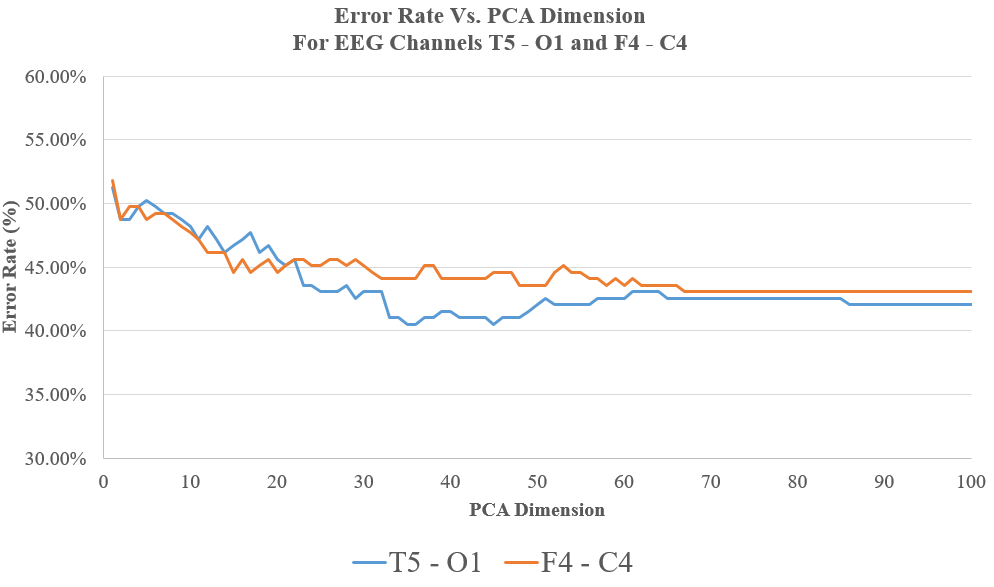 Error Rate Vs. PCA Dimension
For EEG Channels T5 - O1 and F4 - C4
60.00%
55.00%
50.00%
45.00%
40.00%
35.00%
30.00%
Error Rate (%)
0 10 20 30 40 50 60 70 80 90 100
PCA Dimension
T5 - O1 F4 - C4